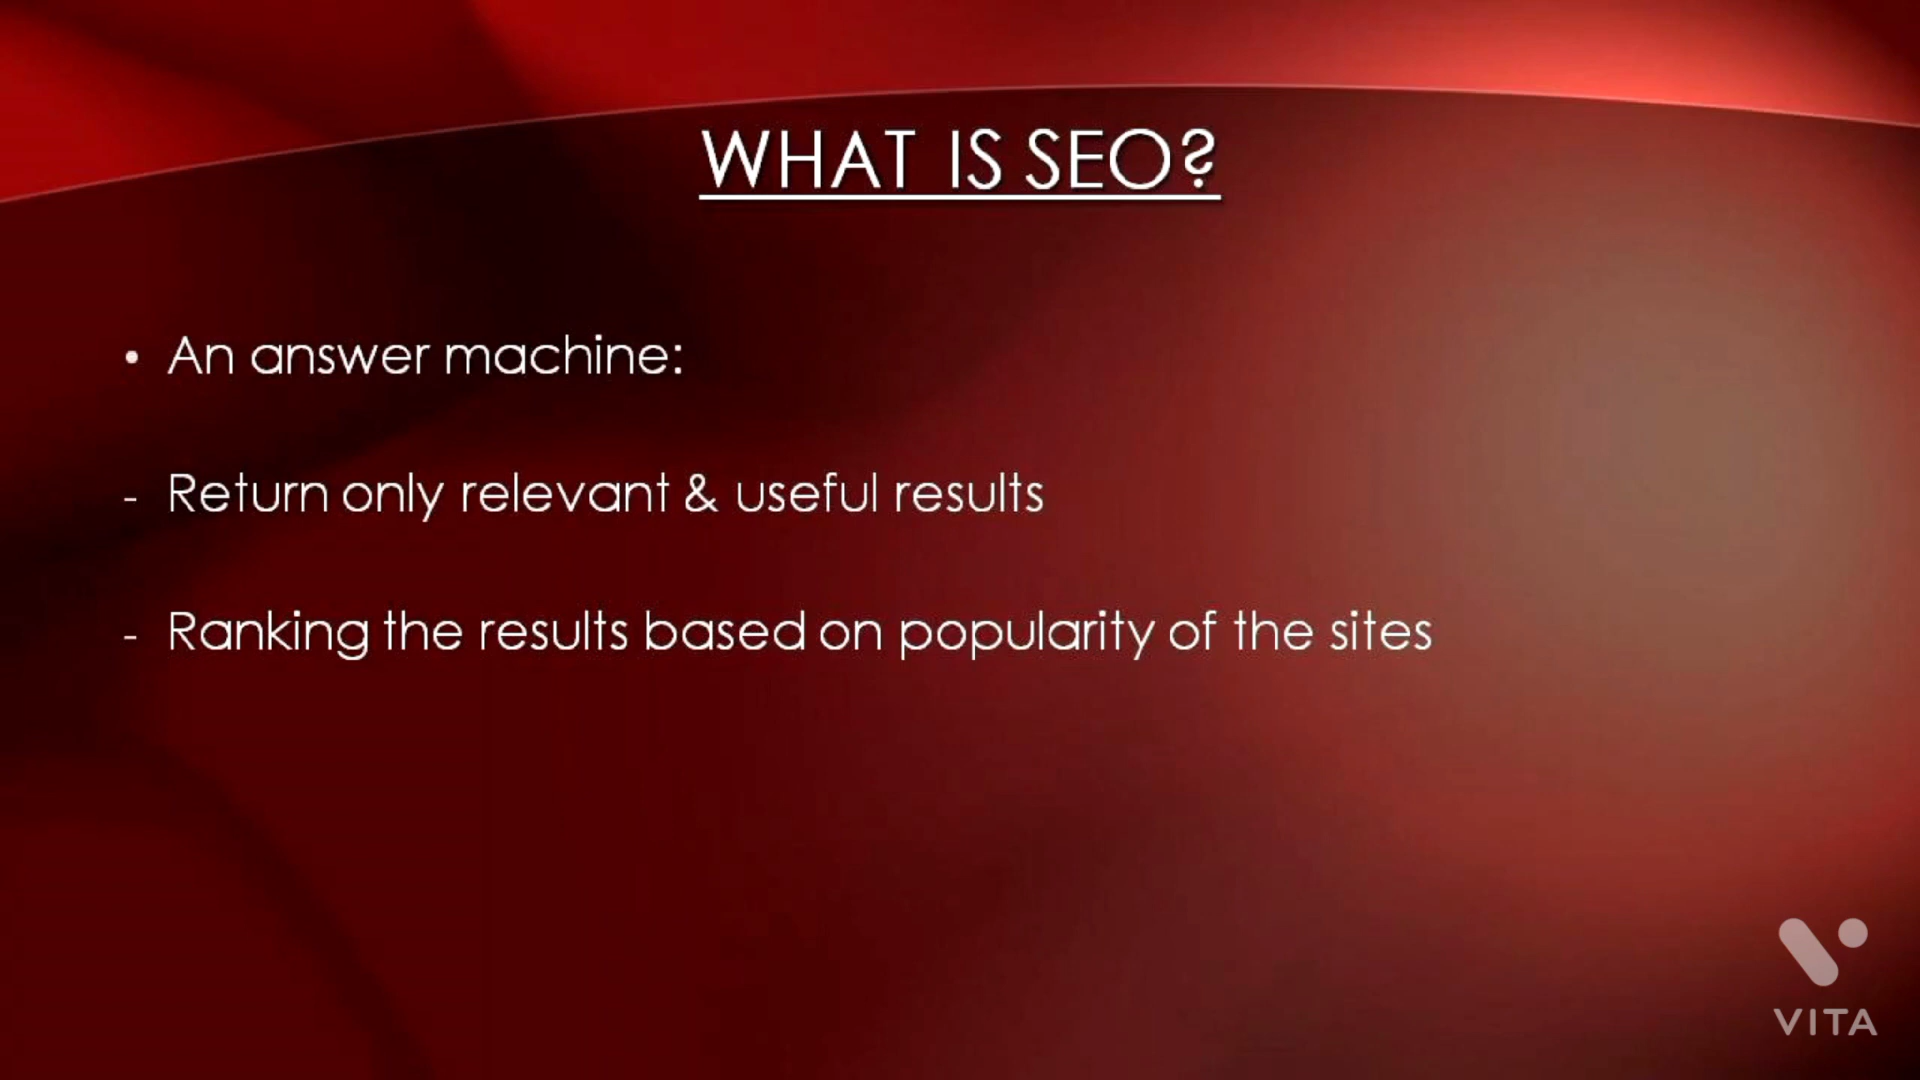 WHAT IS SEO?
• An answer machine:
- Return only relevant & useful results
- Ranking the results based on popularity of the sites
VITA